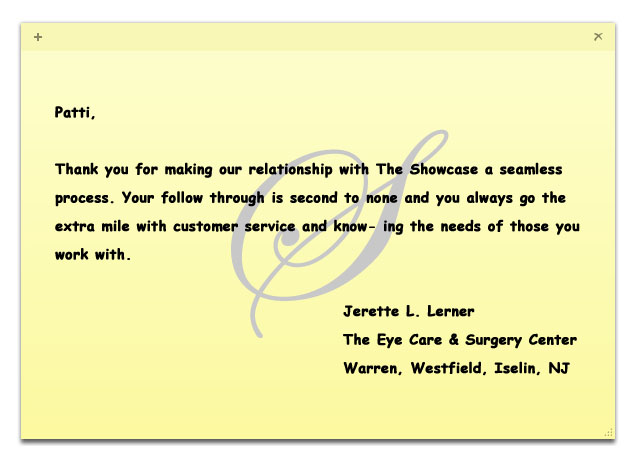 Patti,
Thank you for making our relationship with The Showcase a seamless
process. Your follow through is second to none and you always go the
extra mile with customer service and know- ing the needs of those you
work with.
Jerette L. Lerner
The Eye Care & Surgery Center
Warren, Westfield, Iselin, NJ